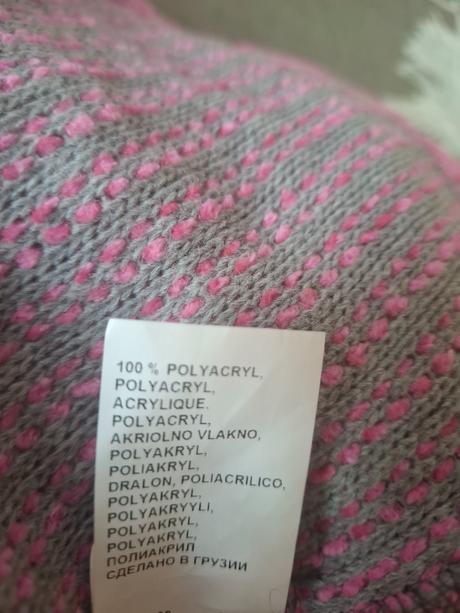 100 % POLYACRYL,
POLYACRYL,
ACRYLIQUE,
POLYACRYL,
AKRIOLNO VLAKNO,
POLYAKRYL,
POLIAKRYL,
DRALON, POLIACRILICO,
POLYAKRYL,
POLYAKRYYLI,
POLYAKRYL,
POLYAKRYL,
ПОЛИАКРИЛ
СДЕЛАНО В ГРУЗИИ